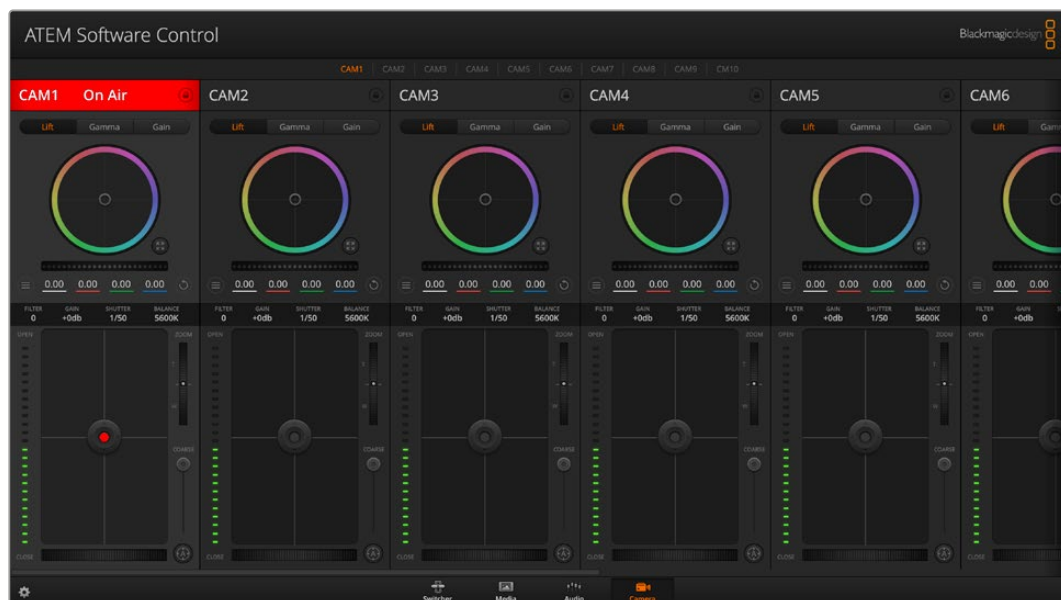 ATEM Software Control
Blackmagicdesign
CAM1 CAM2 CAM3 CAM4 CAM5 CAM6 CAM7 CAM8 CAM9 CM10
CAM1 On Air CAM2 CAM3 CAM4 CAM5 CAM6
Lift Gamma Gain Lift Gamma Gain Lift Gamma Gain Lift Gamma Gain Lift Gamma Gain Lift
0.00 0.00 0.00 0.00 0.00 0.00 0.00 0.00 0.00 0.00 0.00 0.00 0.00 0.00 0.00 0.00 0.00 0.00 0.00 0.00 0.00 0.00
FILTER GAIN SHUTTER BALANCE FILTER GAIN SHUTTER BALANCE FILTER GAIN SHUTTER BALANCE FILTER GAIN SHUTTER BALANCE FILTER GAIN SHUTTER BALANCE FILTER GAIN
0 +0db 1/50 5600K 0 +0db 1/50 5600K 0 +0db 1/50 5600K 0 +0db 1/50 5600K 0 +0db 1/50 5600K 0 +0db
OPEN ZOOM OPEN ZOOM OPEN ZOOM OPEN ZOOM OPEN ZOOM OPEN
T T T T T
W W W W W
COARSE COARSE COARSE COARSE COARSE
CLOSE CLOSE CLOSE CLOSE CLOSE CLOSE
Switcher Media Audio Camera